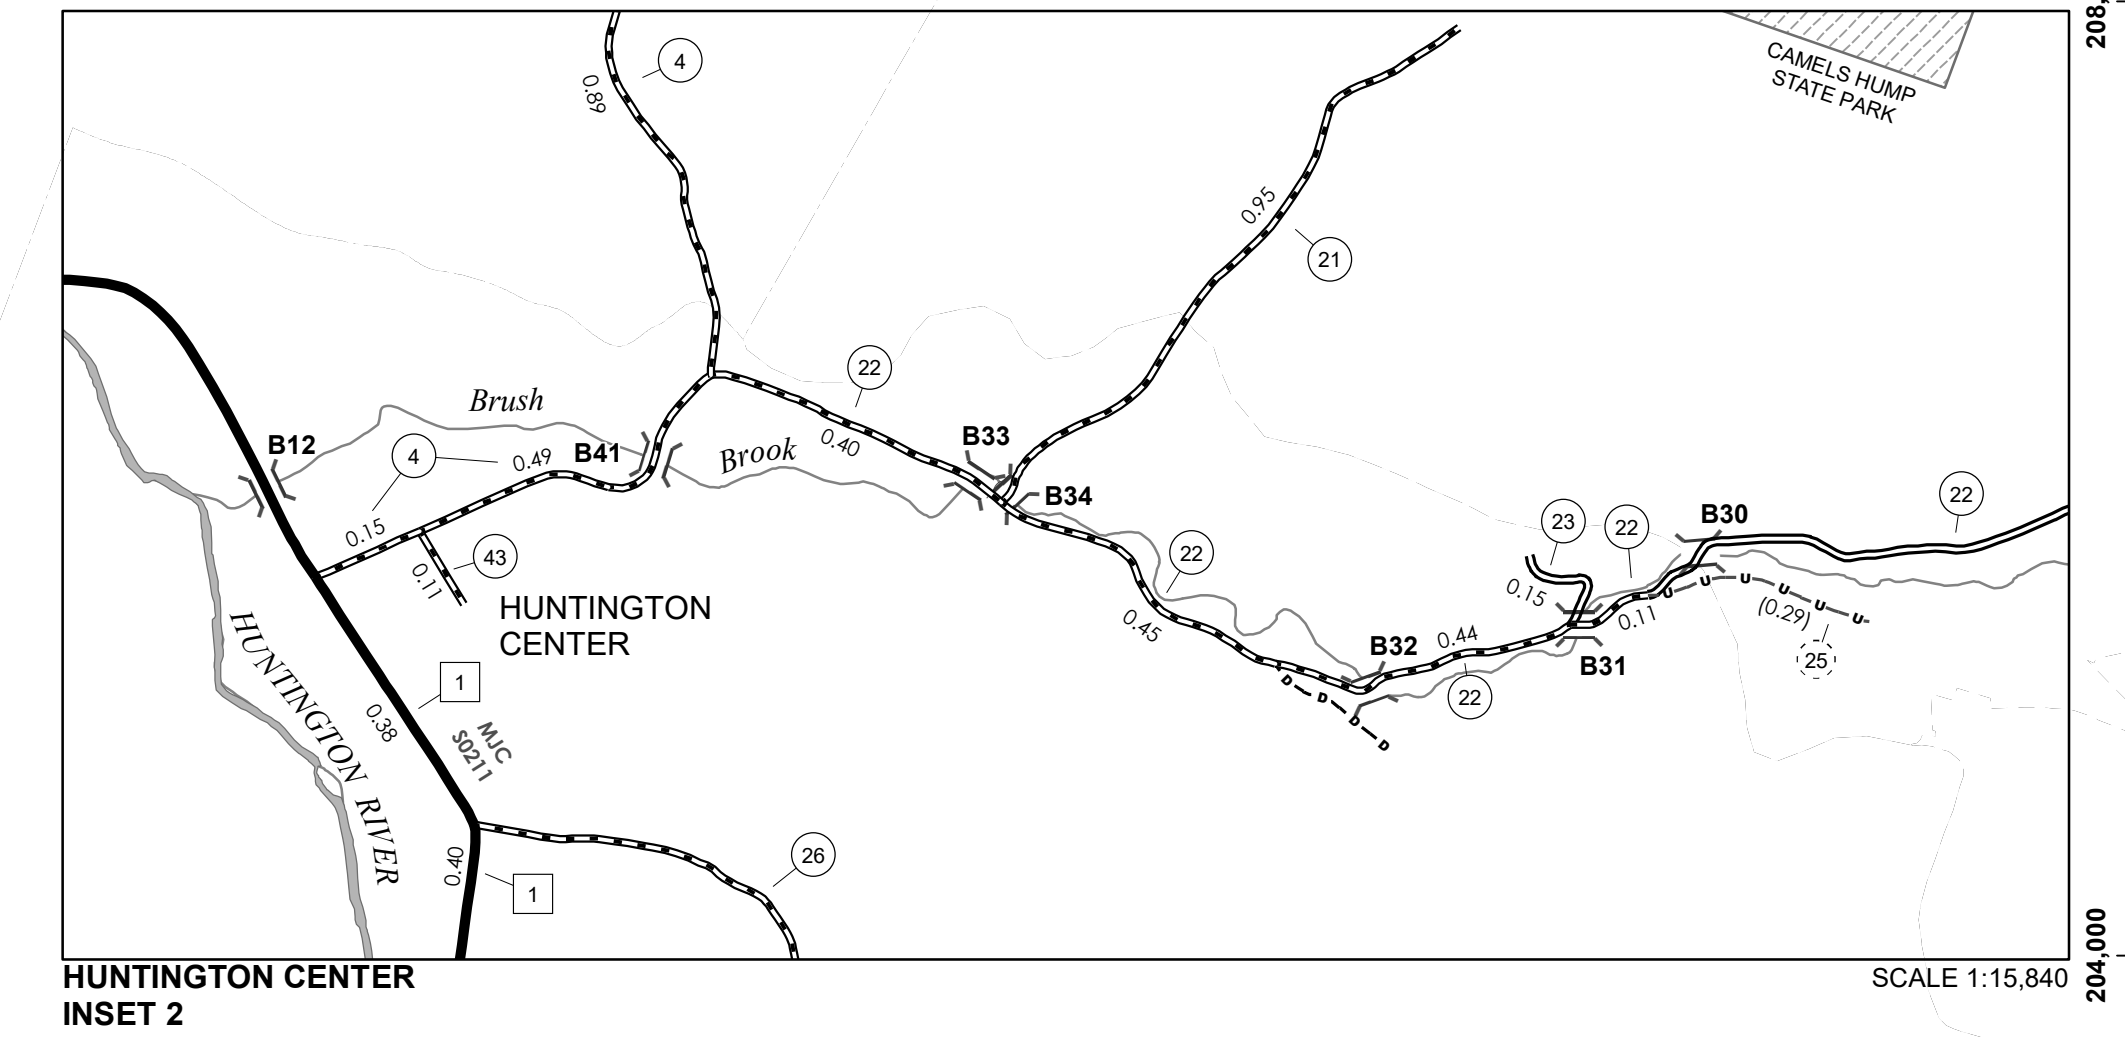 208,
CAMELS HUMP
STATE PARK
4
0.89
0.95
21
22
Brush
B12
4
0.49
B41
Brook
0.40
B33
B34
0.15
43
0.11
HUNTINGTON
CENTER
22
0.45
23
22
B30
22
0.15
0.11
U
U
U
U
U
U
(0.29)
25
B32
0.44
B31
22
D
D
D
D
HUNTINGTON RIVER
1
0.38
MJC
S0211
0.40
1
26
HUNTINGTON CENTER
INSET 2
SCALE 1:15,840
204,000